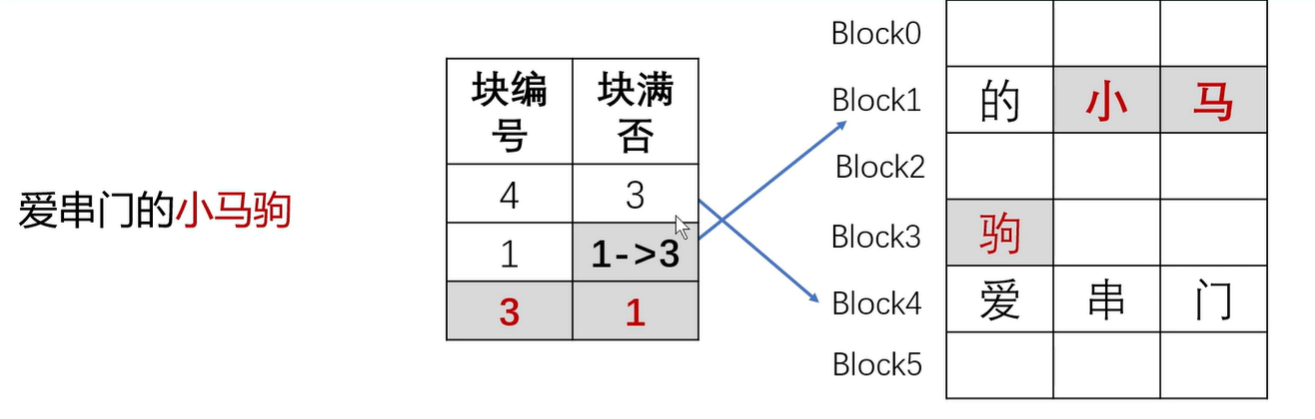 爱串门的小马驹
块编号 块满否
4 3
1 1->3
3 1
Block0
Block1 的 小 马
Block2
Block3 驹
Block4 爱 串 门
Block5